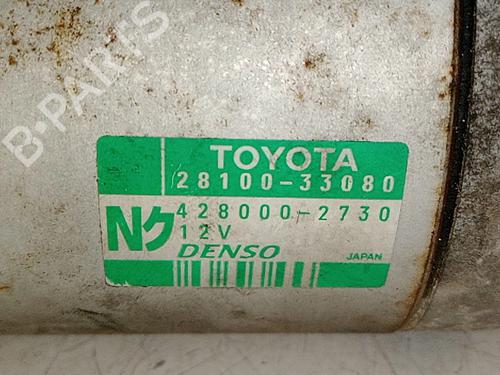 B-PARTS
TOYOTA
28100-33080
Nク 428000-2730
12V
DENSO
JAPAN